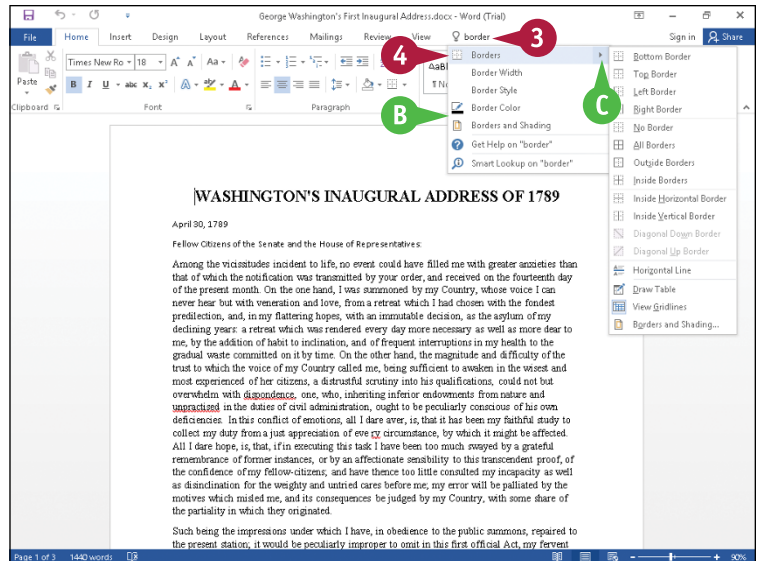 George Washington's First Inaugural Address.docx - Word (Trial)
File Home Insert Design Layout References Mailings Review View border Sign in Share
3
4
B
C
Times New Ro 18 A A Aa
Paste
B I U abc x₂ x² A A
Clipboard Font Paragraph
AaBl
¶ No
Borders
Border Width
Border Style
Border Color
Borders and Shading
Get Help on "border"
Smart Lookup on "border"
Bottom Border
Top Border
Left Border
Right Border
No Border
All Borders
Outside Borders
Inside Borders
Inside Horizontal Border
Inside Vertical Border
Diagonal Down Border
Diagonal Up Border
Horizontal Line
Draw Table
View Gridlines
Borders and Shading...
WASHINGTON'S INAUGURAL ADDRESS OF 1789
April 30, 1789
Fellow Citizens of the Senate and the House of Representatives:
Among the vicissitudes incident to life, no event could have filled me with greater anxieties than
that of which the notification was transmitted by your order, and received on the fourteenth day
of the present month. On the one hand, I was summoned by my Country, whose voice I can
never hear but with veneration and love, from a retreat which I had chosen with the fondest
predilection, and, in my flattering hopes, with an immutable decision, as the asylum of my
declining years: a retreat which was rendered every day more necessary as well as more dear to
me, by the addition of habit to inclination, and of frequent interruptions in my health to the
gradual waste committed on it by time. On the other hand, the magnitude and difficulty of the
trust to which the voice of my Country called me, being sufficient to awaken in the wisest and
most experienced of her citizens, a distrustful scrutiny into his qualifications, could not but
overwhelm with dispondence, one, who, inheriting inferior endowments from nature and
unpractised in the duties of civil administration, ought to be peculiarly conscious of his own
deficiencies. In this conflict of emotions, all I dare aver, is, that it has been my faithful study to
collect my duty from a just appreciation of eve ry circumstance, by which it might be affected.
All I dare hope, is, that, if in executing this task I have been too much swayed by a grateful
remembrance of former instances, or by an affectionate sensibility to this transcendent proof, of
the confidence of my fellow-citizens; and have thence too little consulted my incapacity as well
as disinclination for the weighty and untried cares before me; my error will be palliated by the
motives which misled me, and its consequences be judged by my Country, with some share of
the partiality in which they originated.
Such being the impressions under which I have, in obedience to the public summons, repaired to
the present station; it would be peculiarly improper to omit in this first official Act, my fervent
Page 1 of 3 1440 words 90%